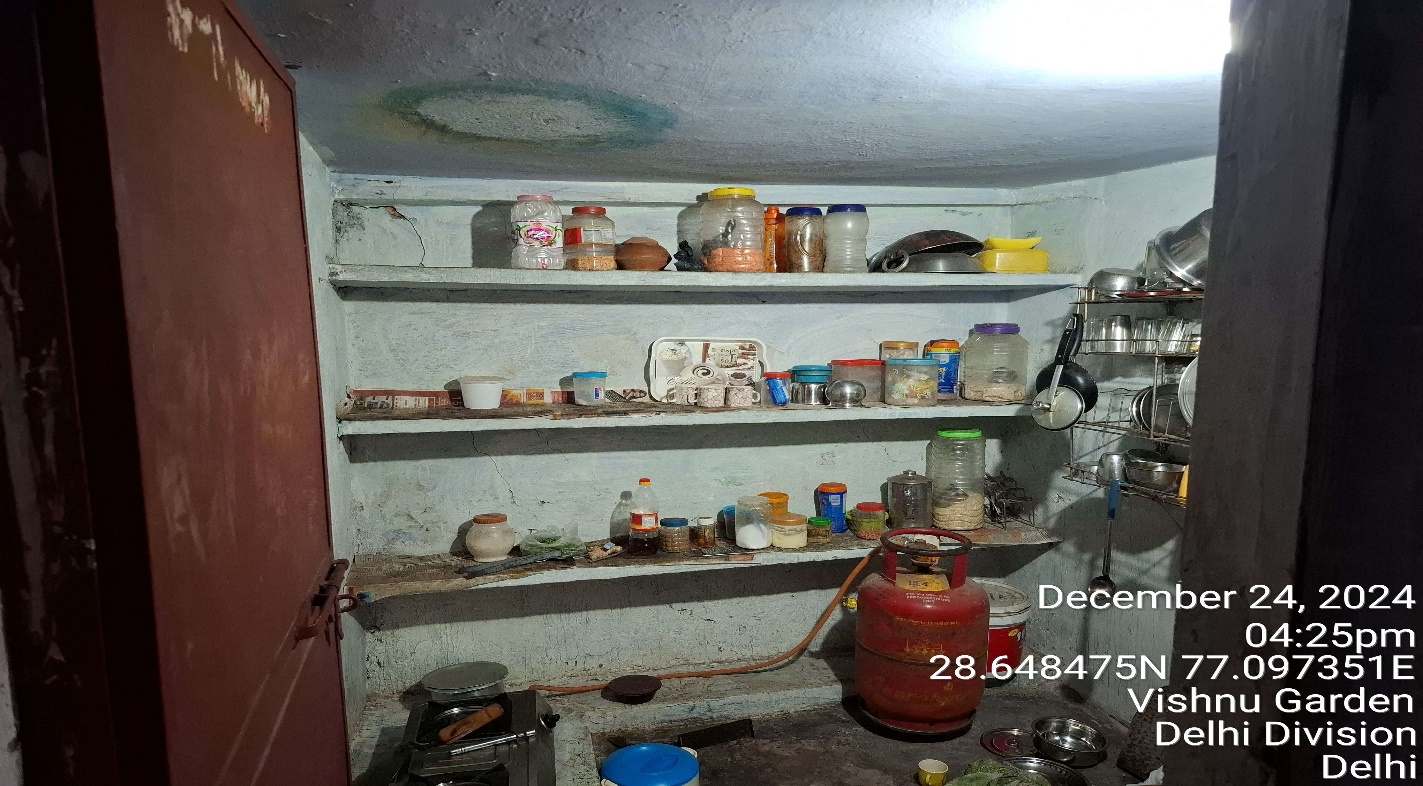 December 24, 2024
04:25pm
28.648475N 77.097351E
Vishnu Garden
Delhi Division
Delhi